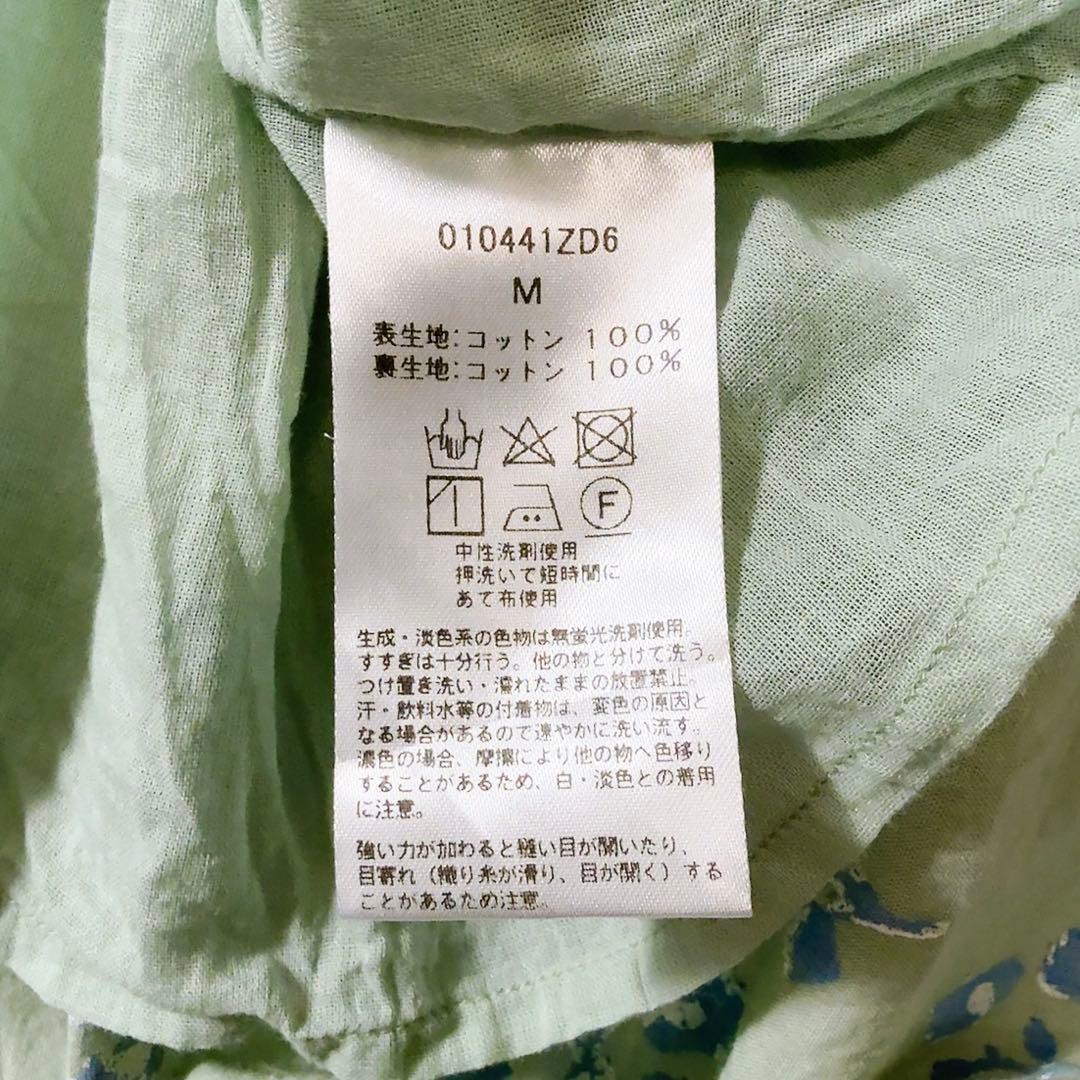 010441ZD6
M
表生地:コットン 100%
裏生地:コットン 100%
F
中性洗剤使用
押洗いで短時間に
あて布使用
生成・淡色系の色物は無蛍光洗剤使用。
すすぎは十分行う。他の物と分けて洗う。
つけ置き洗い・濡れたままの放置禁止。
汗・飲料水等の付着物は、変色の原因と
なる場合があるので速やかに洗い流す。
濃色の場合、摩擦により他の物へ色移り
することがあるため、白・淡色との着用
に注意。
強い力が加わると縫い目が開いたり、
目寄れ（織り糸が滑り、目が開く）する
ことがあるため注意。